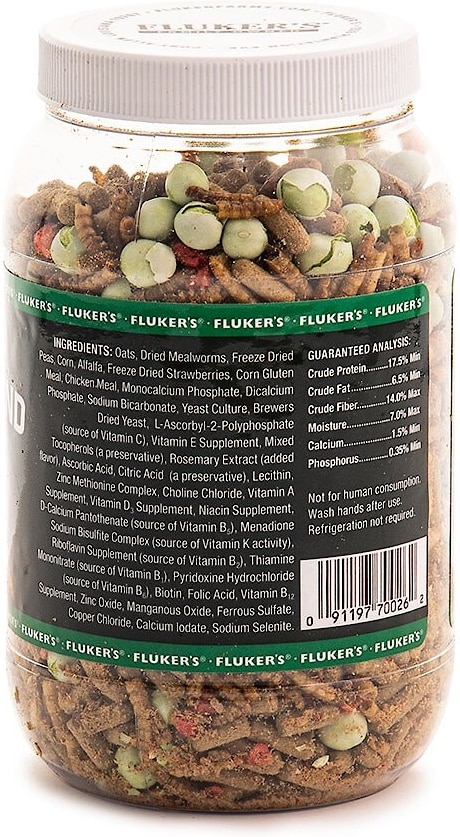 FLUKER'S
FLUKER'S® · FLUKER'S® · FLUKER'S® · FLUKER'S® · FLUKER'S®
ND
INGREDIENTS: Oats, Dried Mealworms, Freeze Dried
Peas, Corn, Alfalfa, Freeze Dried Strawberries, Corn Gluten
Meal, Chicken Meal, Monocalcium Phosphate, Dicalcium
Phosphate, Sodium Bicarbonate, Yeast Culture, Brewers
Dried Yeast, L-Ascorbyl-2-Polyphosphate
(source of Vitamin C), Vitamin E Supplement, Mixed
Tocopherols (a preservative), Rosemary Extract (added
flavor), Ascorbic Acid, Citric Acid (a preservative), Lecithin,
Zinc Methionine Complex, Choline Chloride, Vitamin A
Supplement, Vitamin D₃ Supplement, Niacin Supplement,
D-Calcium Pantothenate (source of Vitamin B₅), Menadione
Sodium Bisulfite Complex (source of Vitamin K activity),
Riboflavin Supplement (source of Vitamin B₂), Thiamine
Mononitrate (source of Vitamin B₁), Pyridoxine Hydrochloride
(source of Vitamin B₆), Biotin, Folic Acid, Vitamin B₁₂
Supplement, Zinc Oxide, Manganous Oxide, Ferrous Sulfate,
Copper Chloride, Calcium Iodate, Sodium Selenite.
GUARANTEED ANALYSIS:
Crude Protein..........17.5% Min
Crude Fat................6.5% Min
Crude Fiber............14.0% Max
Moisture..................7.0% Max
Calcium...................1.5% Min
Phosphorus............0.35% Min
Not for human consumption.
Wash hands after use.
Refrigeration not required.
0 91197 70026 2
FLUKER'S® · FLUKER'S® · FLUKER'S® · FLUKER'S® · FLUKER'S®